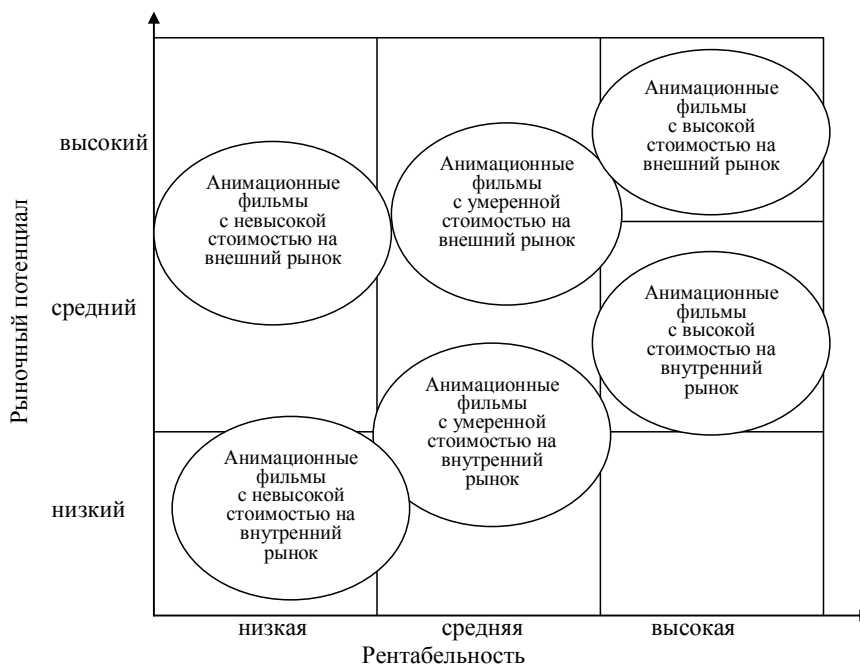 Рыночный потенциал
высокий
средний
низкий
Анимационные
фильмы
с невысокой
стоимостью на
внешний рынок
Анимационные
фильмы
с умеренной
стоимостью на
внешний рынок
Анимационные
фильмы
с высокой
стоимостью на
внешний рынок
Анимационные
фильмы
с невысокой
стоимостью на
внутренний
рынок
Анимационные
фильмы
с умеренной
стоимостью на
внутренний
рынок
Анимационные
фильмы
с высокой
стоимостью на
внутренний
рынок
низкая
средняя
высокая
Рентабельность